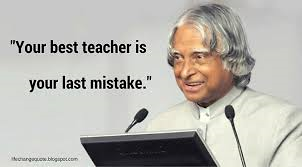 "Your best teacher is
your last mistake."
lifechangequote.blogspot.com